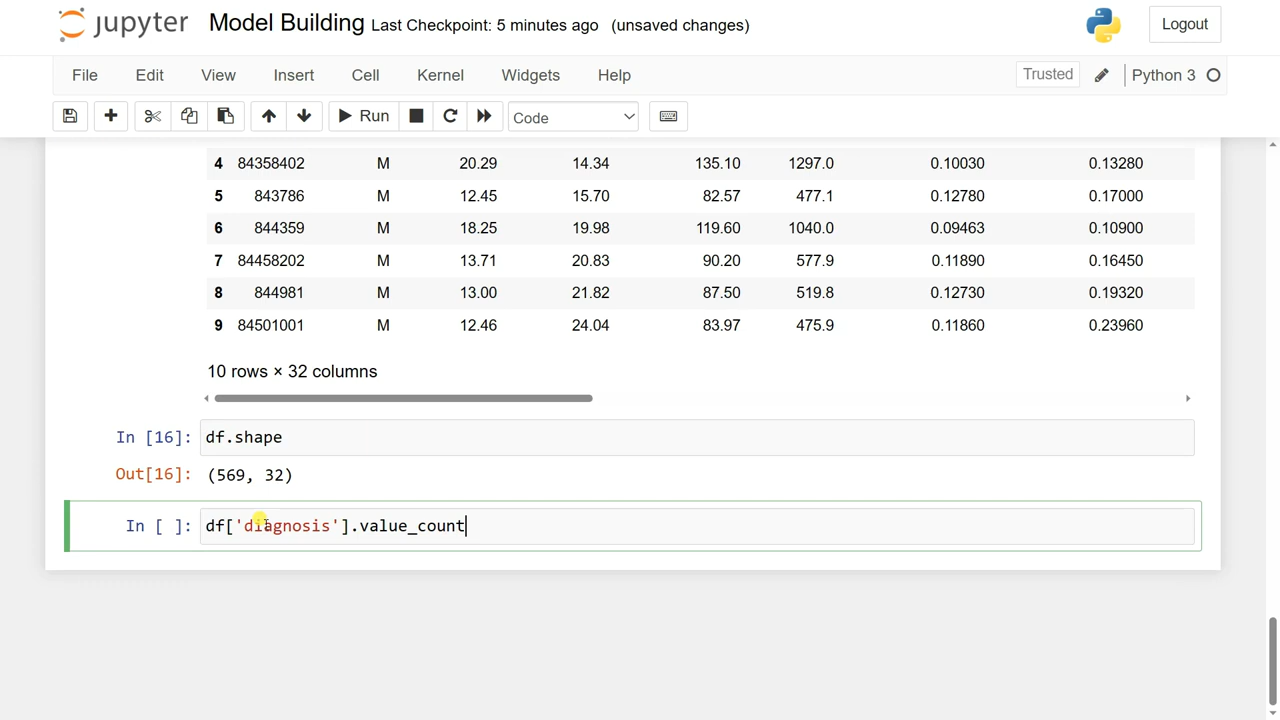 jupyter Model Building Last Checkpoint: 5 minutes ago (unsaved changes) Logout
File Edit View Insert Cell Kernel Widgets Help Trusted Python 3
Run Code
4 84358402 M 20.29 14.34 135.10 1297.0 0.10030 0.13280
5 843786 M 12.45 15.70 82.57 477.1 0.12780 0.17000
6 844359 M 18.25 19.98 119.60 1040.0 0.09463 0.10900
7 84458202 M 13.71 20.83 90.20 577.9 0.11890 0.16450
8 844981 M 13.00 21.82 87.50 519.8 0.12730 0.19320
9 84501001 M 12.46 24.04 83.97 475.9 0.11860 0.23960
10 rows × 32 columns
In [16]: df.shape
Out[16]: (569, 32)
In [ ]: df['diagnosis'].value_count